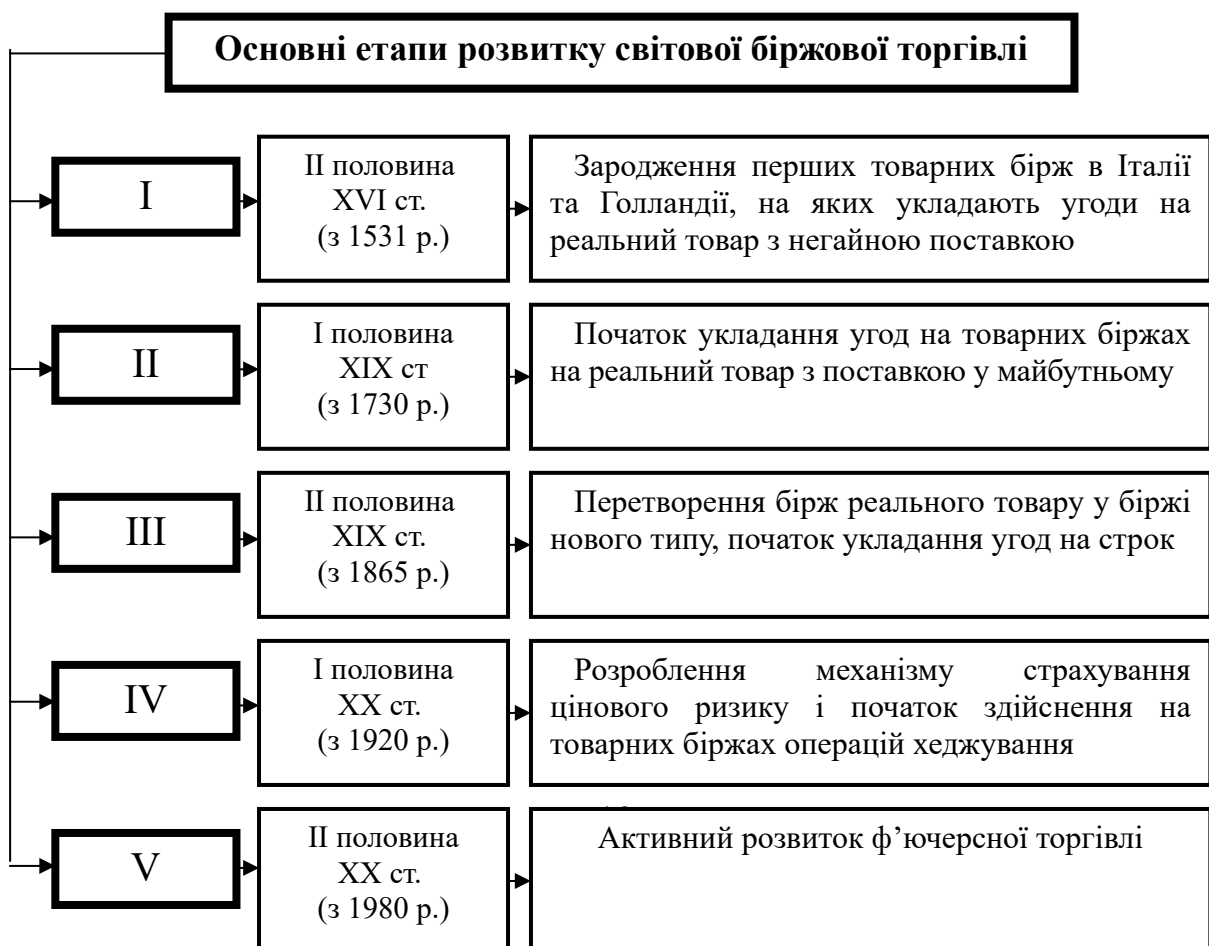 Основні етапи розвитку світової біржової торгівлі
I
II половина
XVI ст.
(з 1531 р.)
Зародження перших товарних бірж в Італії
та Голландії, на яких укладають угоди на
реальний товар з негайною поставкою
II
I половина
XIX ст
(з 1730 р.)
Початок укладання угод на товарних біржах
на реальний товар з поставкою у майбутньому
III
II половина
XIX ст.
(з 1865 р.)
Перетворення бірж реального товару у біржі
нового типу, початок укладання угод на строк
IV
I половина
XX ст.
(з 1920 р.)
Розроблення механізму страхування
цінового ризику і початок здійснення на
товарних біржах операцій хеджування
V
II половина
XX ст.
(з 1980 р.)
Активний розвиток ф’ючерсної торгівлі